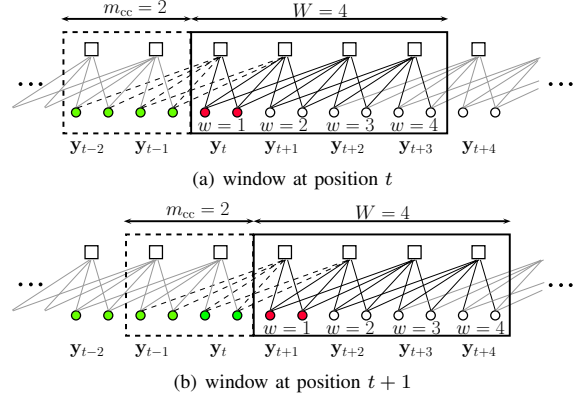 m_cc = 2 W = 4
... ...
w = 1 w = 2 w = 3 w = 4
y_{t−2} y_{t−1} y_t y_{t+1} y_{t+2} y_{t+3} y_{t+4}
(a) window at position t
m_cc = 2 W = 4
... ...
w = 1 w = 2 w = 3 w = 4
y_{t−2} y_{t−1} y_t y_{t+1} y_{t+2} y_{t+3} y_{t+4}
(b) window at position t + 1